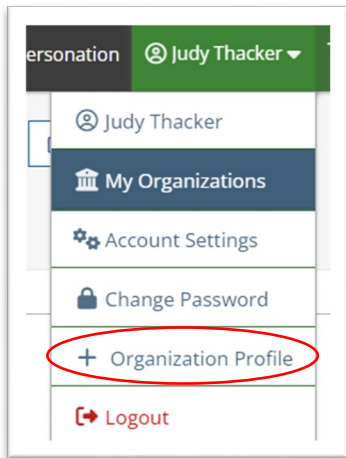 ersonation Judy Thacker
Judy Thacker
My Organizations
Account Settings
Change Password
+ Organization Profile
Logout